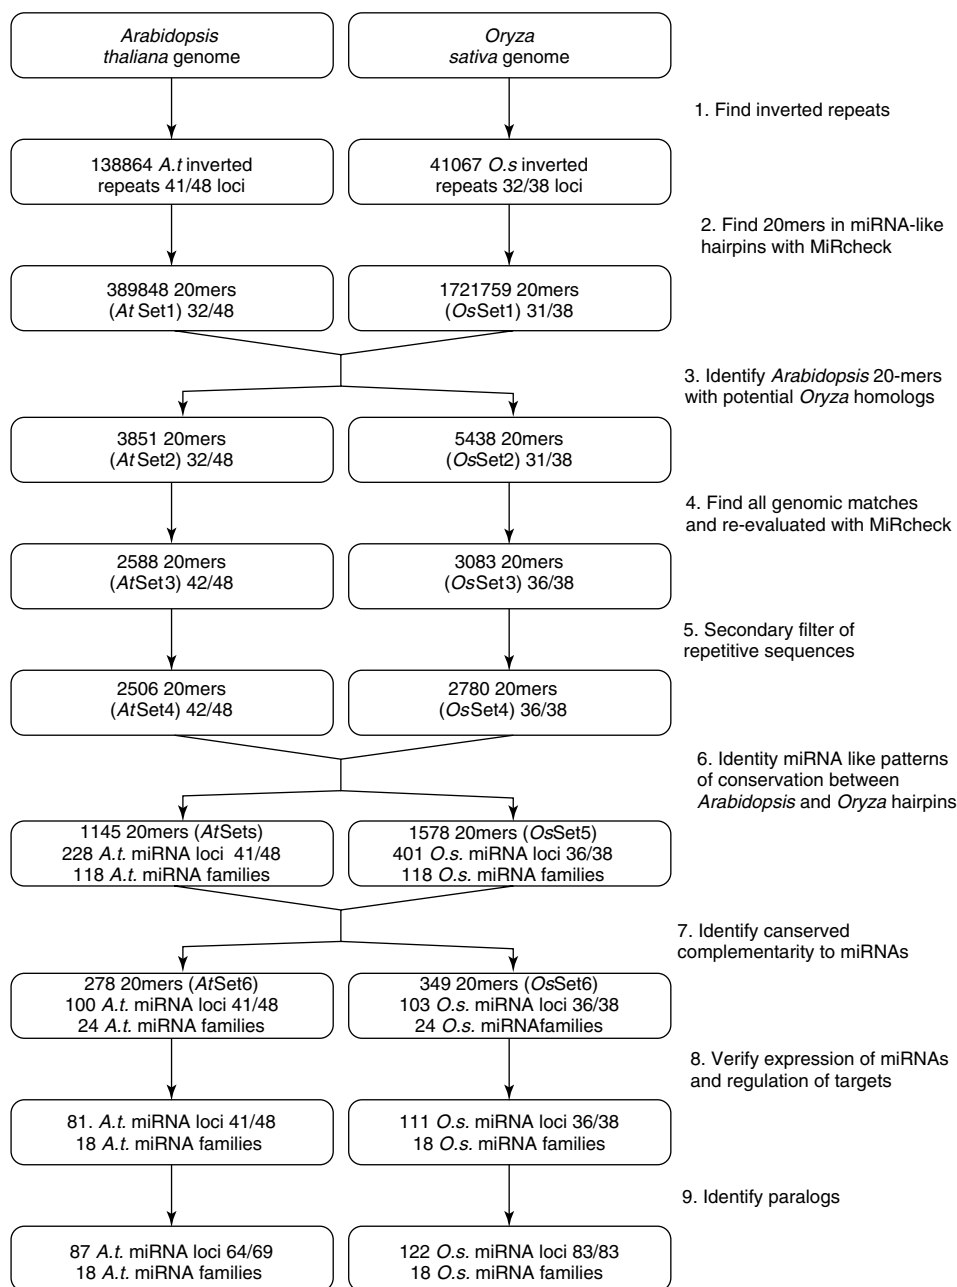 Arabidopsis
thaliana genome
Oryza
sativa genome
1. Find inverted repeats
138864 A.t inverted
repeats 41/48 loci
41067 O.s inverted
repeats 32/38 loci
2. Find 20mers in miRNA-like
hairpins with MiRcheck
389848 20mers
(At Set1) 32/48
1721759 20mers
(OsSet1) 31/38
3. Identify Arabidopsis 20-mers
with potential Oryza homologs
3851 20mers
(At Set2) 32/48
5438 20mers
(OsSet2) 31/38
4. Find all genomic matches
and re-evaluated with MiRcheck
2588 20mers
(AtSet3) 42/48
3083 20mers
(OsSet3) 36/38
5. Secondary filter of
repetitive sequences
2506 20mers
(AtSet4) 42/48
2780 20mers
(OsSet4) 36/38
6. Identity miRNA like patterns
of conservation between
Arabidopsis and Oryza hairpins
1145 20mers (AtSets)
228 A.t. miRNA loci 41/48
118 A.t. miRNA families
1578 20mers (OsSet5)
401 O.s. miRNA loci 36/38
118 O.s. miRNA families
7. Identify canserved
complementarity to miRNAs
278 20mers (AtSet6)
100 A.t. miRNA loci 41/48
24 A.t. miRNA families
349 20mers (OsSet6)
103 O.s. miRNA loci 36/38
24 O.s. miRNAfamilies
8. Verify expression of miRNAs
and regulation of targets
81. A.t. miRNA loci 41/48
18 A.t. miRNA families
111 O.s. miRNA loci 36/38
18 O.s. miRNA families
9. Identify paralogs
87 A.t. miRNA loci 64/69
18 A.t. miRNA families
122 O.s. miRNA loci 83/83
18 O.s. miRNA families